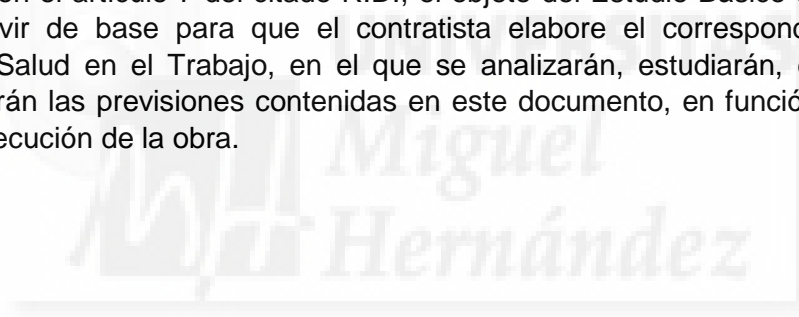 en el artículo 7 del citado R.D., el objeto del Estudio Básico
vir de base para que el contratista elabore el correspond
Salud en el Trabajo, en el que se analizarán, estudiarán,
rán las previsiones contenidas en este documento, en funció
ecución de la obra.
Miguel
Hernández